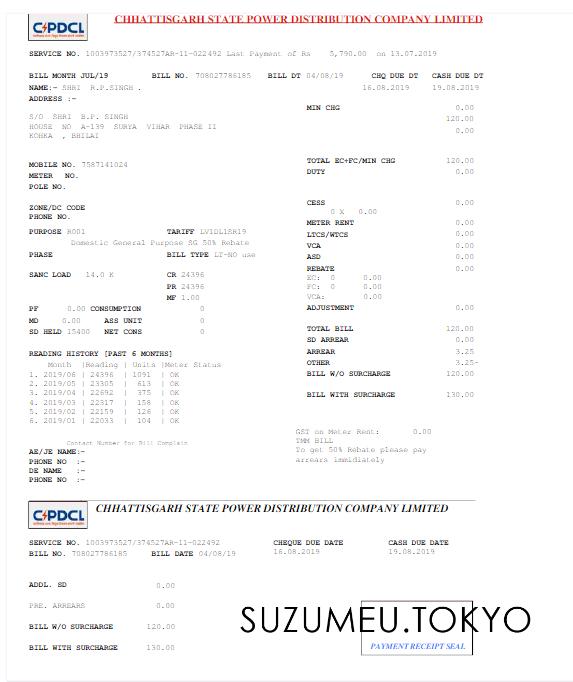 CSPDCL
CHHATTISGARH STATE POWER DISTRIBUTION COMPANY LIMITED
SERVICE NO. 1003973527/374527AR-11-022492 Last Payment of Rs 5,790.00 on 13.07.2019
BILL MONTH JUL/19 BILL NO. 708027786185 BILL DT 04/08/19 CHQ DUE DT CASH DUE DT
NAME:- SHRI R.P.SINGH . 16.08.2019 19.08.2019
ADDRESS :-
MIN CHG 0.00
S/O SHRI B.P. SINGH 120.00
HOUSE NO A-139 SURYA VIHAR PHASE II 0.00
KOHKA , BHILAI
MOBILE NO. 7587141024 TOTAL EC+FC/MIN CHG 120.00
METER NO. DUTY 0.00
POLE NO.
ZONE/DC CODE CESS 0.00
PHONE NO. 0 X 0.00
METER RENT 0.00
PURPOSE R001 TARIFF LV1DL1SR19 LTCS/WTCS 0.00
Domestic General Purpose SG 50% Rebate VCA 0.00
PHASE BILL TYPE LT-NO use ASD 0.00
REBATE 0.00
SANC LOAD 14.0 K CR 24396 EC: 0 0.00
PR 24396 FC: 0 0.00
MF 1.00 VCA: 0.00
PF 0.00 CONSUMPTION 0 ADJUSTMENT 0.00
MD 0.00 ASS UNIT 0
SD HELD 15400 NET CONS 0 TOTAL BILL 120.00
SD ARREAR 0.00
READING HISTORY [PAST 6 MONTHS] ARREAR 3.25
Month |Reading | Units |Meter Status OTHER 3.25-
1. 2019/06 | 24396 | 1091 | OK BILL W/O SURCHARGE 120.00
2. 2019/05 | 23305 | 613 | OK
3. 2019/04 | 22692 | 375 | OK BILL WITH SURCHARGE 130.00
4. 2019/03 | 22317 | 158 | OK
5. 2019/02 | 22159 | 126 | OK
6. 2019/01 | 22033 | 104 | OK
GST on Meter Rent: 0.00
Contact Number for Bill Complain TMM BILL
AE/JE NAME:- To get 50% Rebate please pay
PHONE NO :- arrears immidiately
DE NAME :-
PHONE NO :-
CSPDCL
CHHATTISGARH STATE POWER DISTRIBUTION COMPANY LIMITED
SERVICE NO. 1003973527/374527AR-11-022492 CHEQUE DUE DATE CASH DUE DATE
BILL NO. 708027786185 BILL DATE 04/08/19 16.08.2019 19.08.2019
ADDL. SD 0.00
PRE. ARREARS 0.00
BILL W/O SURCHARGE 120.00
SUZUMEU.TOKYO
BILL WITH SURCHARGE 130.00 PAYMENT RECEIPT SEAL